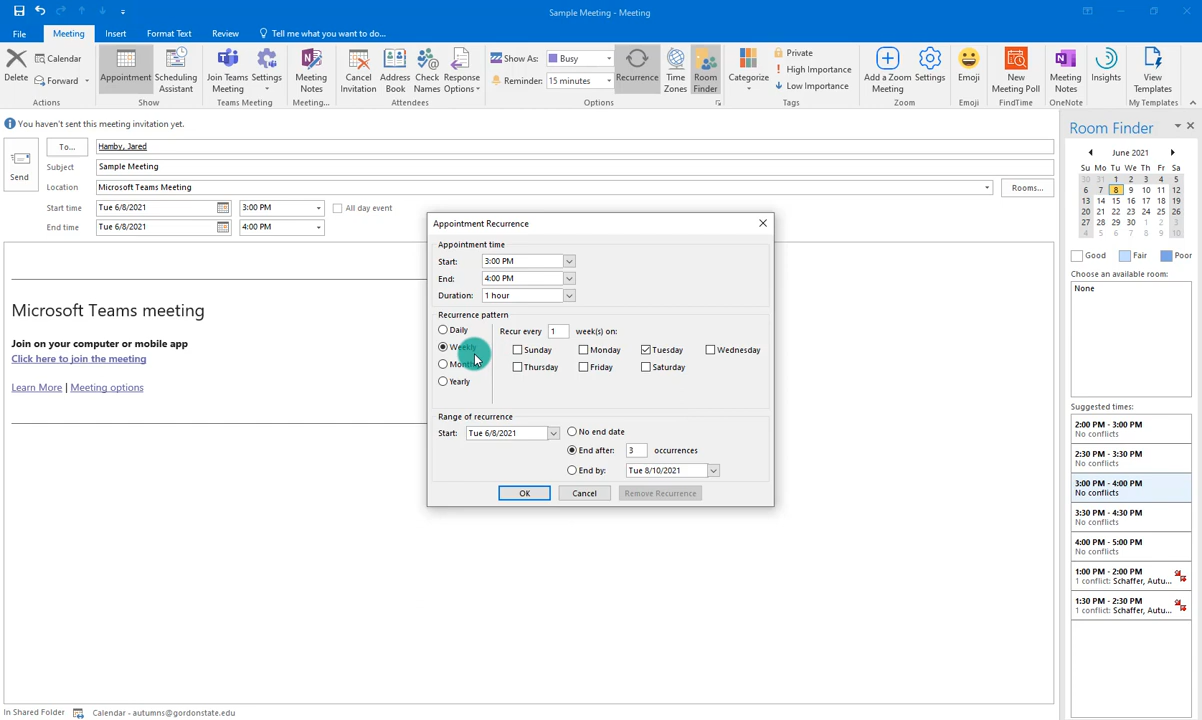 Sample Meeting - Meeting
File Meeting Insert Format Text Review Tell me what you want to do...
Delete
Calendar
Forward
Actions
Appointment
Scheduling Assistant
Show
Join Teams Meeting
Settings
Teams Meeting
Meeting Notes
Meeting...
Cancel Invitation
Address Book
Check Names
Response Options
Attendees
Show As: Busy
Reminder: 15 minutes
Recurrence
Time Zones
Room Finder
Options
Categorize
Private
High Importance
Low Importance
Tags
Add a Zoom Meeting
Settings
Zoom
Emoji
Emoji
New Meeting Poll
FindTime
Meeting Notes
OneNote
Insights
View Templates
My Templates
You haven't sent this meeting invitation yet.
Send
To... Hamby, Jared
Subject Sample Meeting
Location Microsoft Teams Meeting Rooms...
Start time Tue 6/8/2021 3:00 PM All day event
End time Tue 6/8/2021 4:00 PM
Microsoft Teams meeting
Join on your computer or mobile app
Click here to join the meeting
Learn More | Meeting options
Appointment Recurrence
Appointment time
Start: 3:00 PM
End: 4:00 PM
Duration: 1 hour
Recurrence pattern
Daily
Weekly
Yearly
Recur every 1 week(s) on:
Sunday Monday Tuesday Wednesday
Thursday Friday Saturday
Range of recurrence
Start: Tue 6/8/2021
No end date
End after: 3 occurrences
End by: Tue 8/10/2021
OK Cancel Remove Recurrence
Room Finder
June 2021
Su Mo Tu We Th Fr Sa
30 31 1 2 3 4 5
6 7 8 9 10 11 12
13 14 15 16 17 18 19
20 21 22 23 24 25 26
27 28 29 30 1 2 3
4 5 6 7 8 9 10
Good Fair Poor
Choose an available room:
None
Suggested times:
2:00 PM - 3:00 PM
No conflicts
2:30 PM - 3:30 PM
No conflicts
3:00 PM - 4:00 PM
No conflicts
3:30 PM - 4:30 PM
No conflicts
4:00 PM - 5:00 PM
No conflicts
1:00 PM - 2:00 PM
1 conflict: Schaffer, Autu...
1:30 PM - 2:30 PM
1 conflict: Schaffer, Autu...
In Shared Folder Calendar - autumns@gordonstate.edu